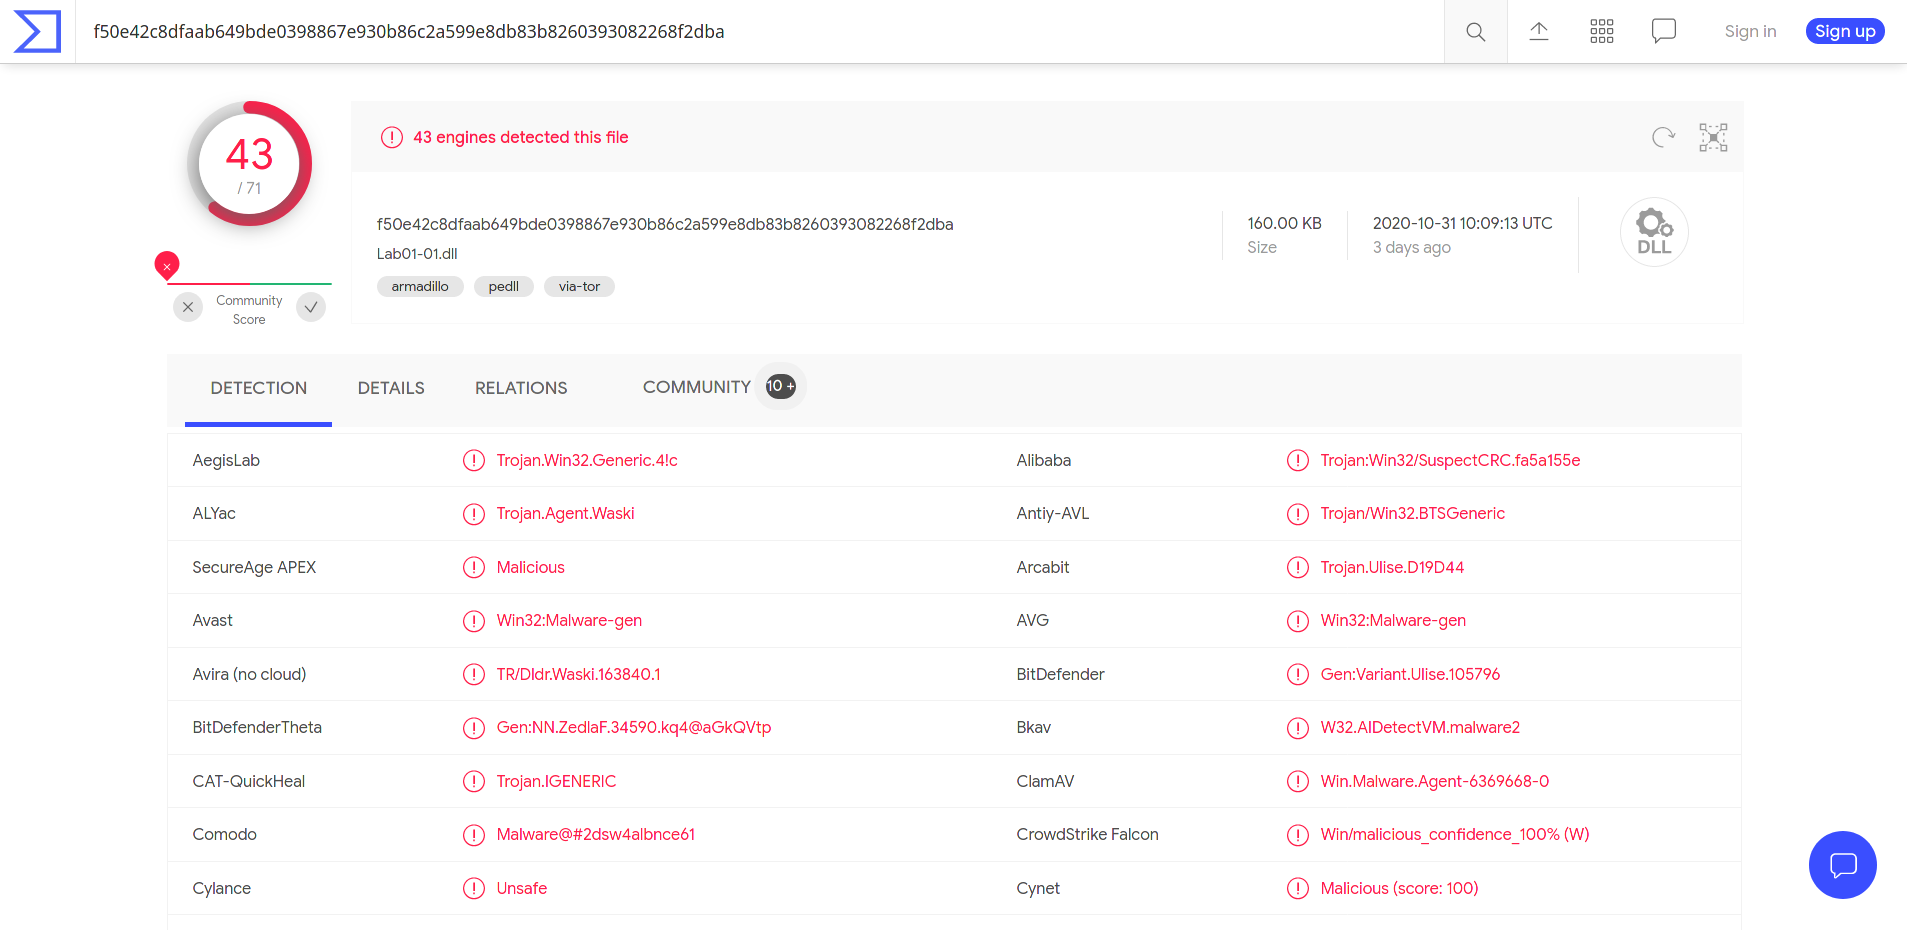 f50e42c8dfaab649bde0398867e930b86c2a599e8db83b8260393082268f2dba
Sign in
Sign up
43
/ 71
Community
Score
43 engines detected this file
f50e42c8dfaab649bde0398867e930b86c2a599e8db83b8260393082268f2dba
Lab01-01.dll
armadillo pedll via-tor
160.00 KB
Size
2020-10-31 10:09:13 UTC
3 days ago
DLL
DETECTION DETAILS RELATIONS COMMUNITY 10 +
AegisLab Trojan.Win32.Generic.4!c Alibaba Trojan:Win32/SuspectCRC.fa5a155e
ALYac Trojan.Agent.Waski Antiy-AVL Trojan/Win32.BTSGeneric
SecureAge APEX Malicious Arcabit Trojan.Ulise.D19D44
Avast Win32:Malware-gen AVG Win32:Malware-gen
Avira (no cloud) TR/Dldr.Waski.163840.1 BitDefender Gen:Variant.Ulise.105796
BitDefenderTheta Gen:NN.ZedlaF.34590.kq4@aGkQVtp Bkav W32.AIDetectVM.malware2
CAT-QuickHeal Trojan.IGENERIC ClamAV Win.Malware.Agent-6369668-0
Comodo Malware@#2dsw4albnce61 CrowdStrike Falcon Win/malicious_confidence_100% (W)
Cylance Unsafe Cynet Malicious (score: 100)